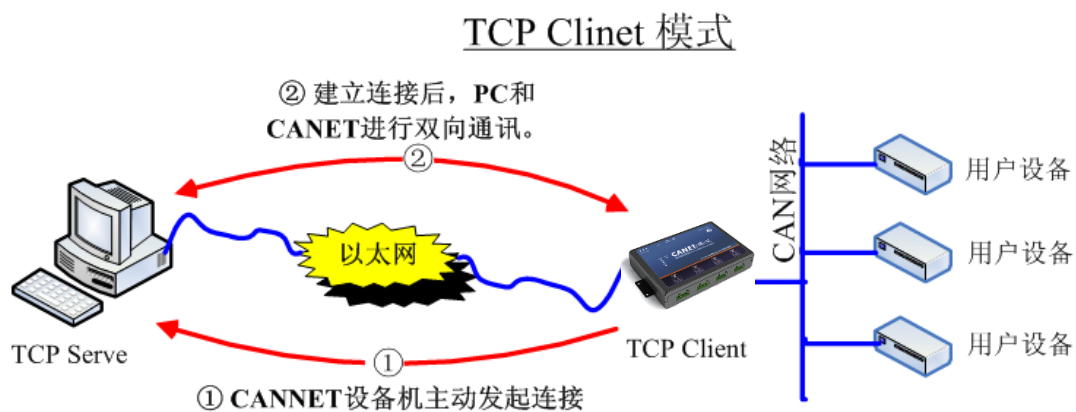 TCP Clinet 模式
② 建立连接后，PC和
CANET进行双向通讯。
②
CAN网络
用户设备
以太网
用户设备
TCP Serve
TCP Client
用户设备
①
① CANNET设备机主动发起连接